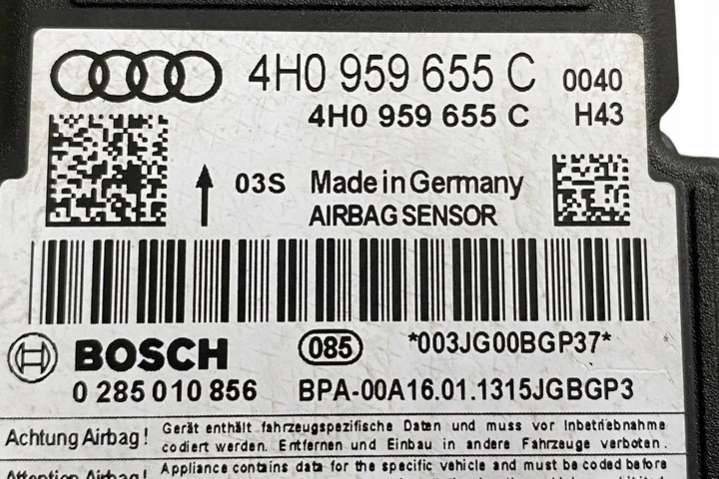 4H0 959 655 C 0040
4H0 959 655 C H43
03S Made in Germany
AIRBAG SENSOR
BOSCH 085 *003JG00BGP37*
0 285 010 856 BPA-00A16.01.1315JGBGP3
Achtung Airbag! Gerät enthält fahrzeugspezifische Daten und muss vor Inbetriebnahme
codiert werden. Entfernen und Einbau in andere Fahrzeuge verboten.
Attention Airbag! Appliance contains data for the specific vehicle and must be coded before